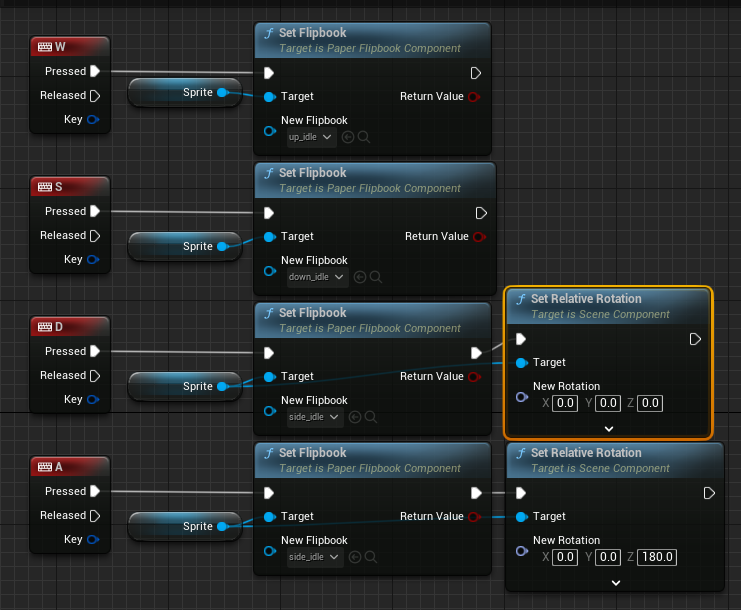 W
Pressed
Released
Key
Sprite
Set Flipbook
Target is Paper Flipbook Component
Target
Return Value
New Flipbook
up_idle
S
Pressed
Released
Key
Sprite
Set Flipbook
Target is Paper Flipbook Component
Target
Return Value
New Flipbook
down_idle
D
Pressed
Released
Key
Sprite
Set Flipbook
Target is Paper Flipbook Component
Target
Return Value
New Flipbook
side_idle
Set Relative Rotation
Target is Scene Component
Target
New Rotation
X 0.0 Y 0.0 Z 0.0
A
Pressed
Released
Key
Sprite
Set Flipbook
Target is Paper Flipbook Component
Target
Return Value
New Flipbook
side_idle
Set Relative Rotation
Target is Scene Component
Target
New Rotation
X 0.0 Y 0.0 Z 180.0